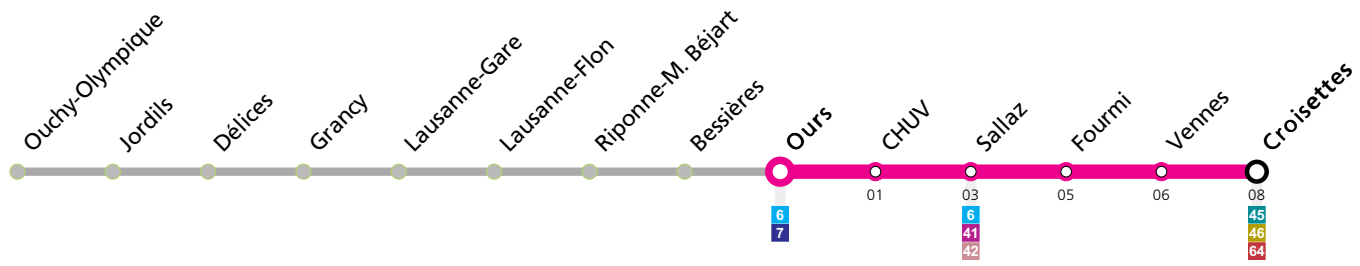 Ouchy-Olympique
Jordils
Délices
Grancy
Lausanne-Gare
Lausanne-Flon
Riponne-M. Béjart
Bessières
Ours
CHUV
Sallaz
Fourmi
Vennes
Croisettes
01
03
05
06
08
6
7
6
41
42
45
46
64